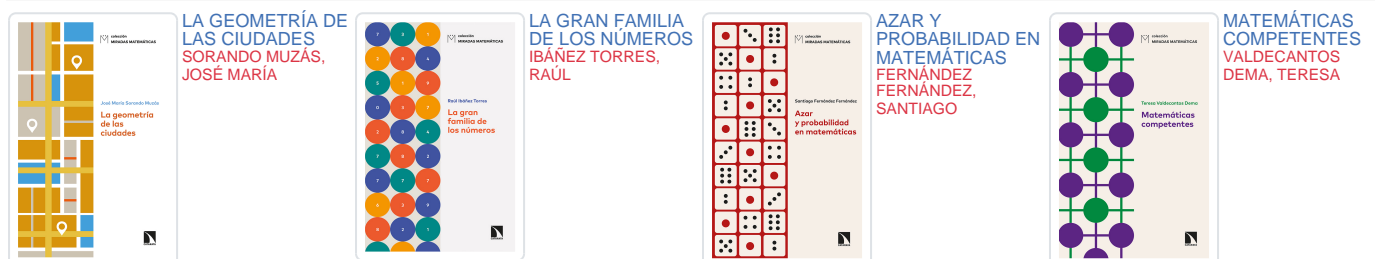 LA GEOMETRÍA DE
LAS CIUDADES
SORANDO MUZÁS,
JOSÉ MARÍA
colección
MIRADAS MATEMÁTICAS
José María Sorando Muzás
La geometría
de las
ciudades
LA GRAN FAMILIA
DE LOS NÚMEROS
IBÁÑEZ TORRES,
RAÚL
colección
MIRADAS MATEMÁTICAS
Raúl Ibáñez Torres
La gran
familia de
los números
AZAR Y
PROBABILIDAD EN
MATEMÁTICAS
FERNÁNDEZ
FERNÁNDEZ,
SANTIAGO
colección
MIRADAS MATEMÁTICAS
Santiago Fernández Fernández
Azar
y probabilidad
en matemáticas
MATEMÁTICAS
COMPETENTES
VALDECANTOS
DEMA, TERESA
colección
MIRADAS MATEMÁTICAS
Teresa Valdecantos Dema
Matemáticas
competentes